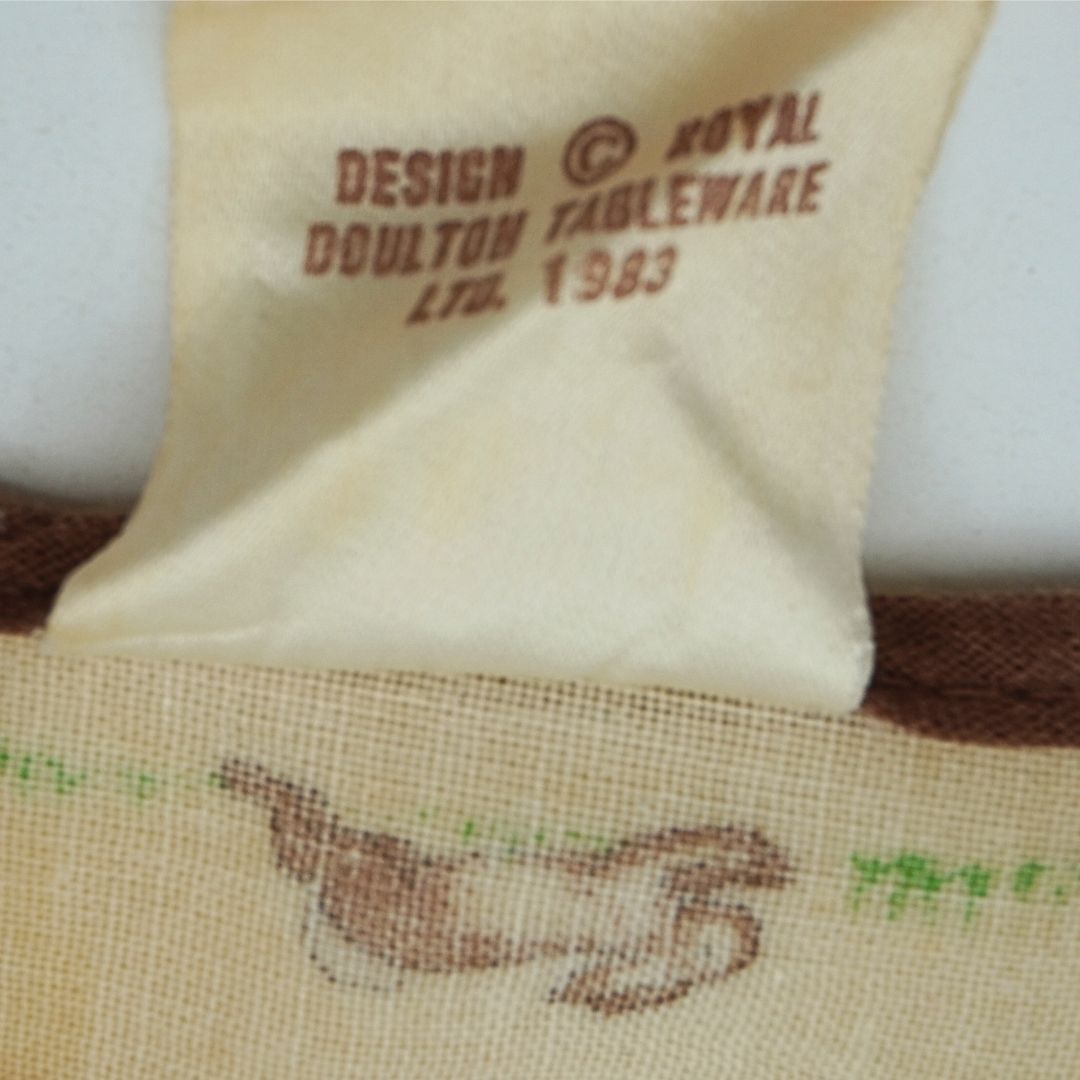 DESIGN © ROYAL
DOULTON TABLEWARE
LTD. 1983